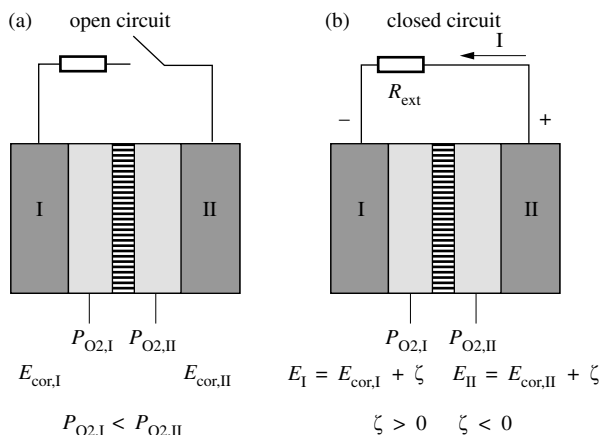 (a) open circuit
(b) closed circuit
I
R_ext
− +
I II
I II
P_O2,I P_O2,II
P_O2,I P_O2,II
E_cor,I E_cor,II
E_I = E_cor,I + ζ E_II = E_cor,II + ζ
P_O2,I < P_O2,II
ζ > 0 ζ < 0